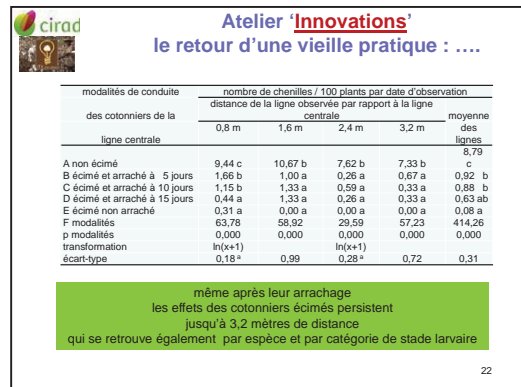 cirad
Atelier ‘Innovations’
le retour d’une vieille pratique : ….
modalités de conduite nombre de chenilles / 100 plants par date d’observation
distance de la ligne observée par rapport à la ligne
des cotonniers de la centrale moyenne
0,8 m 1,6 m 2,4 m 3,2 m des
ligne centrale lignes
8,79
A non écimé 9,44 c 10,67 b 7,62 b 7,33 b c
B écimé et arraché à 5 jours 1,66 b 1,00 a 0,26 a 0,67 a 0,92 b
C écimé et arraché à 10 jours 1,15 b 1,33 a 0,59 a 0,33 a 0,88 b
D écimé et arraché à 15 jours 0,44 a 1,33 a 0,26 a 0,33 a 0,63 ab
E écimé non arraché 0,31 a 0,00 a 0,00 a 0,00 a 0,08 a
F modalités 63,78 58,92 29,59 57,23 414,26
p modalités 0,000 0,000 0,000 0,000 0,000
transformation ln(x+1) ln(x+1)
écart-type 0,18 ª 0,99 0,28 ª 0,72 0,31
même après leur arrachage
les effets des cotonniers écimés persistent
jusqu’à 3,2 mètres de distance
qui se retrouve également par espèce et par catégorie de stade larvaire
22